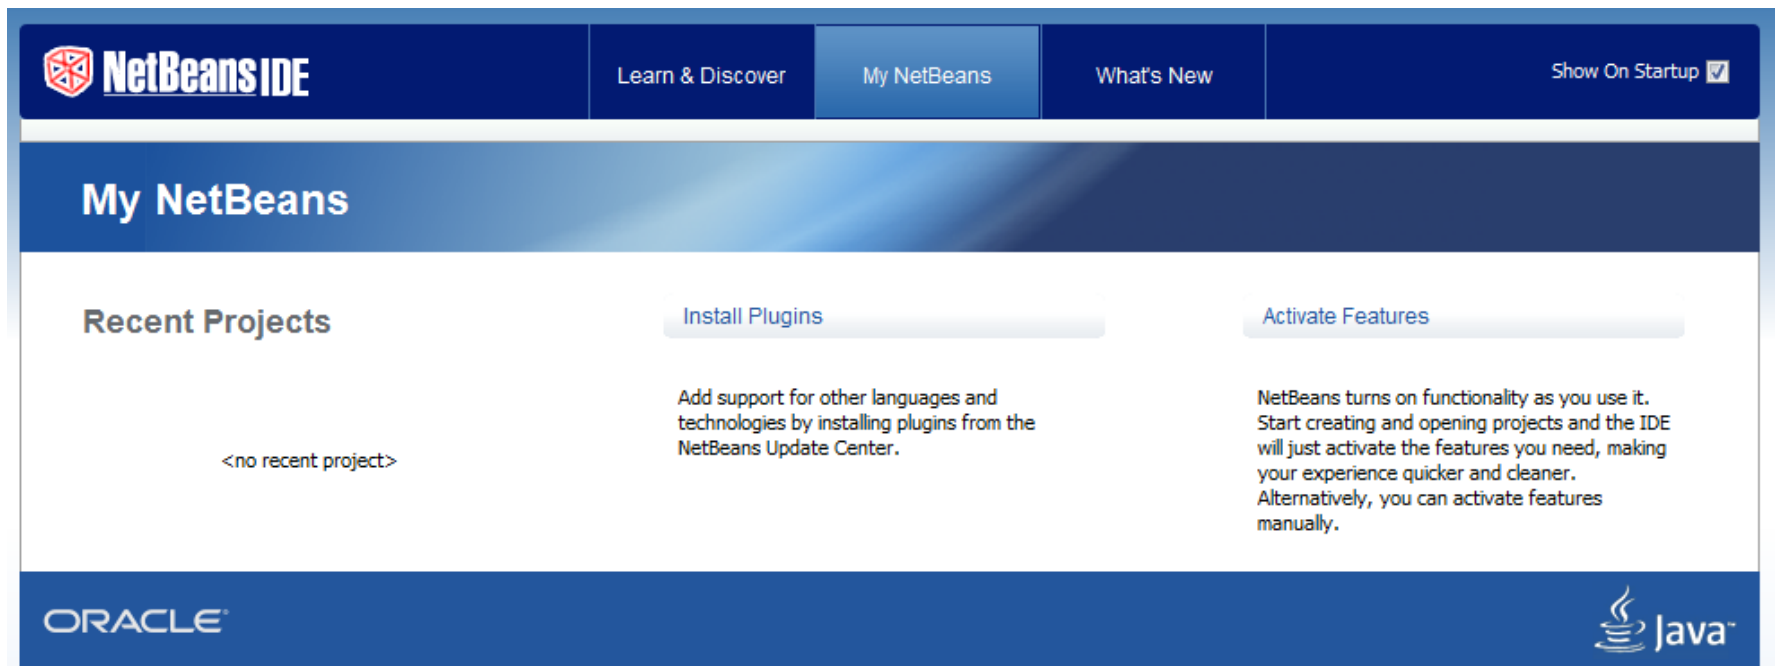 NetBeans IDE
Learn & Discover
My NetBeans
What's New
Show On Startup
My NetBeans
Recent Projects
<no recent project>
Install Plugins
Add support for other languages and
technologies by installing plugins from the
NetBeans Update Center.
Activate Features
NetBeans turns on functionality as you use it.
Start creating and opening projects and the IDE
will just activate the features you need, making
your experience quicker and cleaner.
Alternatively, you can activate features
manually.
ORACLE®
Java™